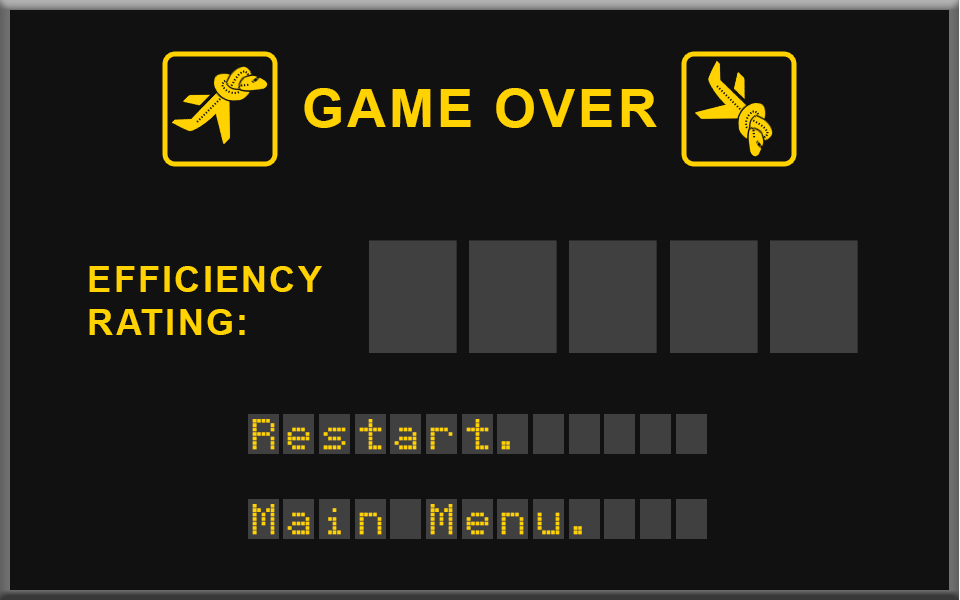 GAME OVER
EFFICIENCY
RATING:
Restart.
Main Menu.